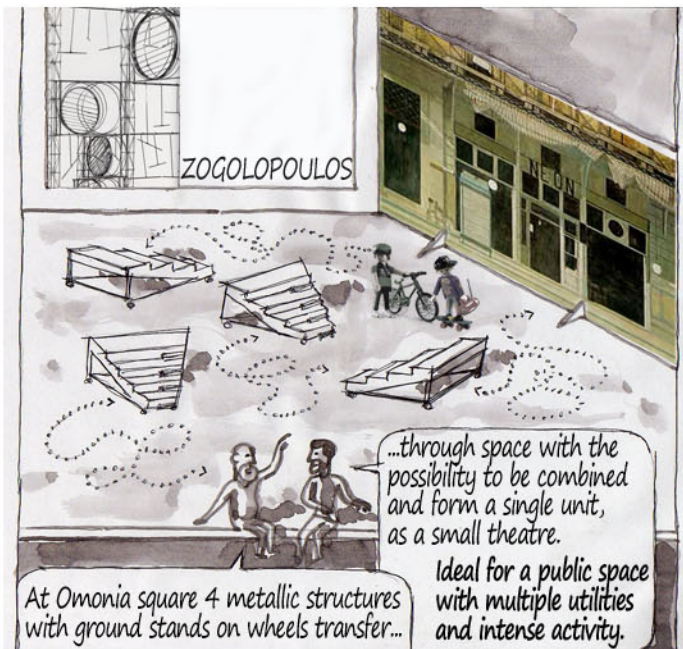 ZOGOLOPOULOS
NEON
At Omonia square 4 metallic structures
with ground stands on wheels transfer...
...through space with the
possibility to be combined
and form a single unit,
as a small theatre.
Ideal for a public space
with multiple utilities
and intense activity.